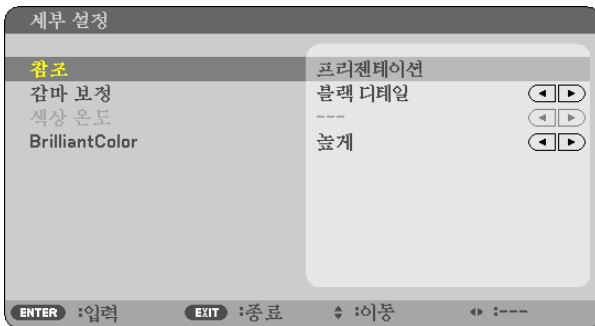 세부 설정
참조 프리젠테이션
감마 보정 블랙 디테일
색상 온도 ---
BrilliantColor 높게
ENTER :입력 EXIT :종료 :이동 :---